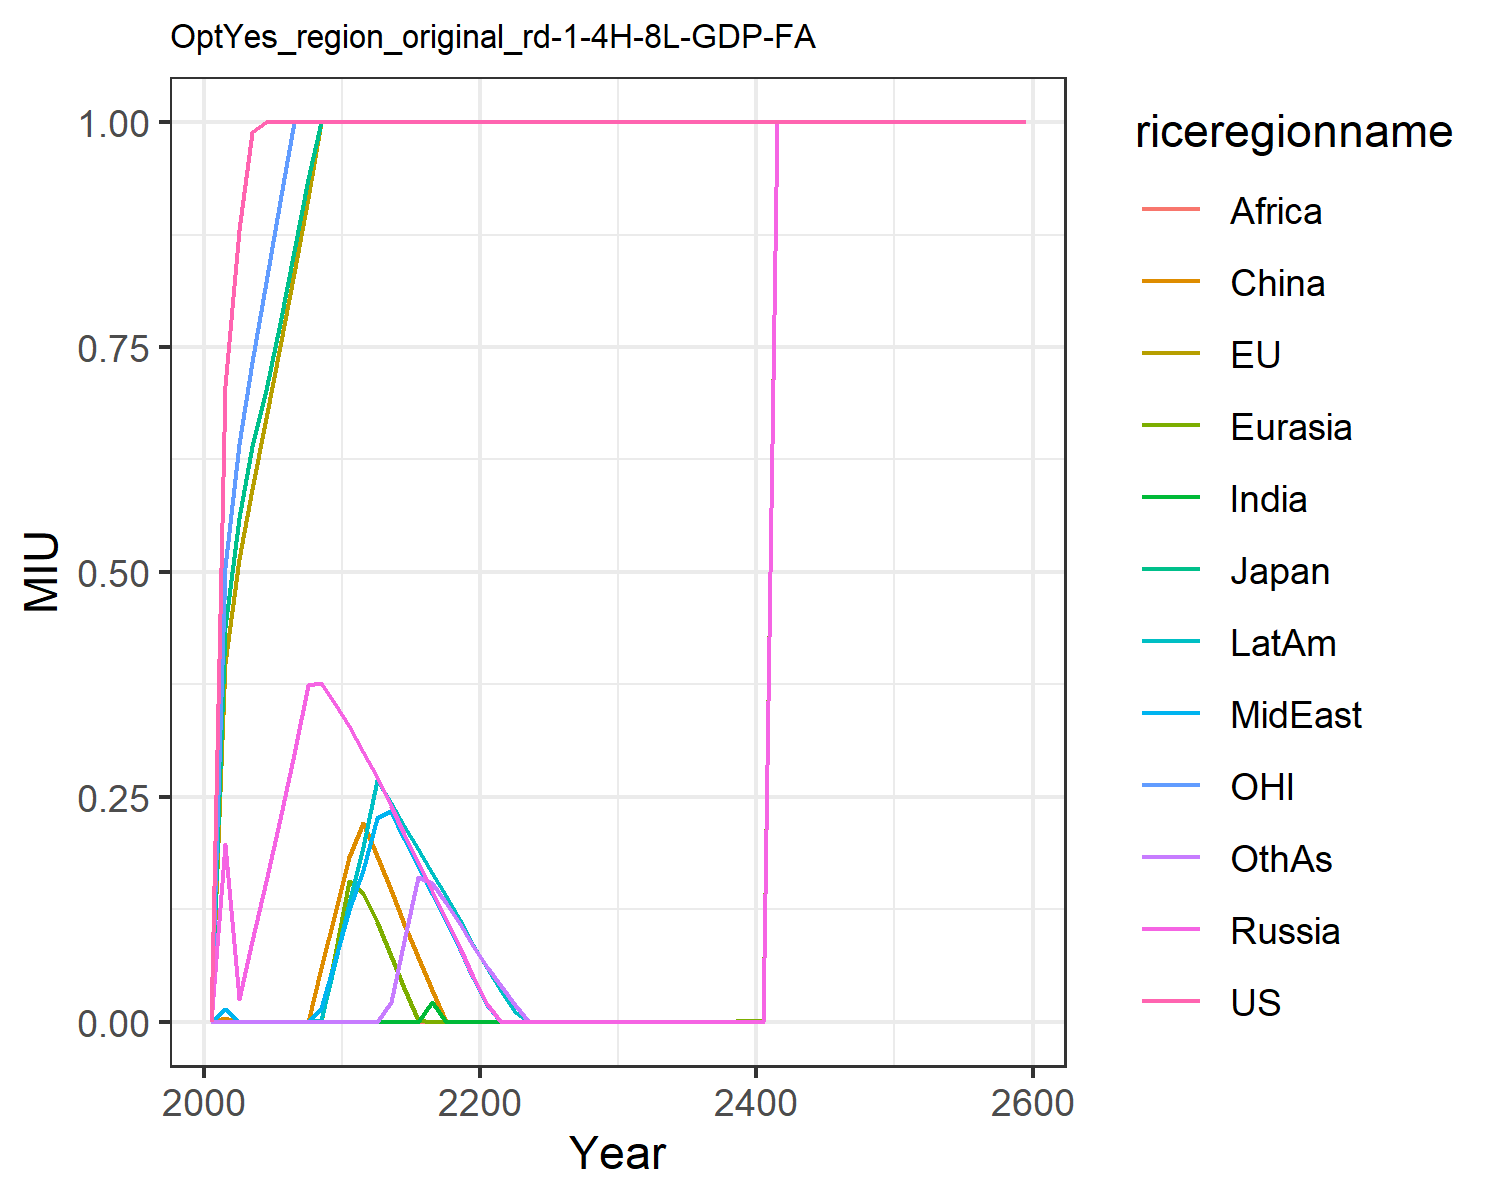 OptYes_region_original_rd-1-4H-8L-GDP-FA
1.00
0.75
0.50
0.25
0.00
MIU
2000
2200
2400
2600
Year
riceregionname
Africa
China
EU
Eurasia
India
Japan
LatAm
MidEast
OHI
OthAs
Russia
US